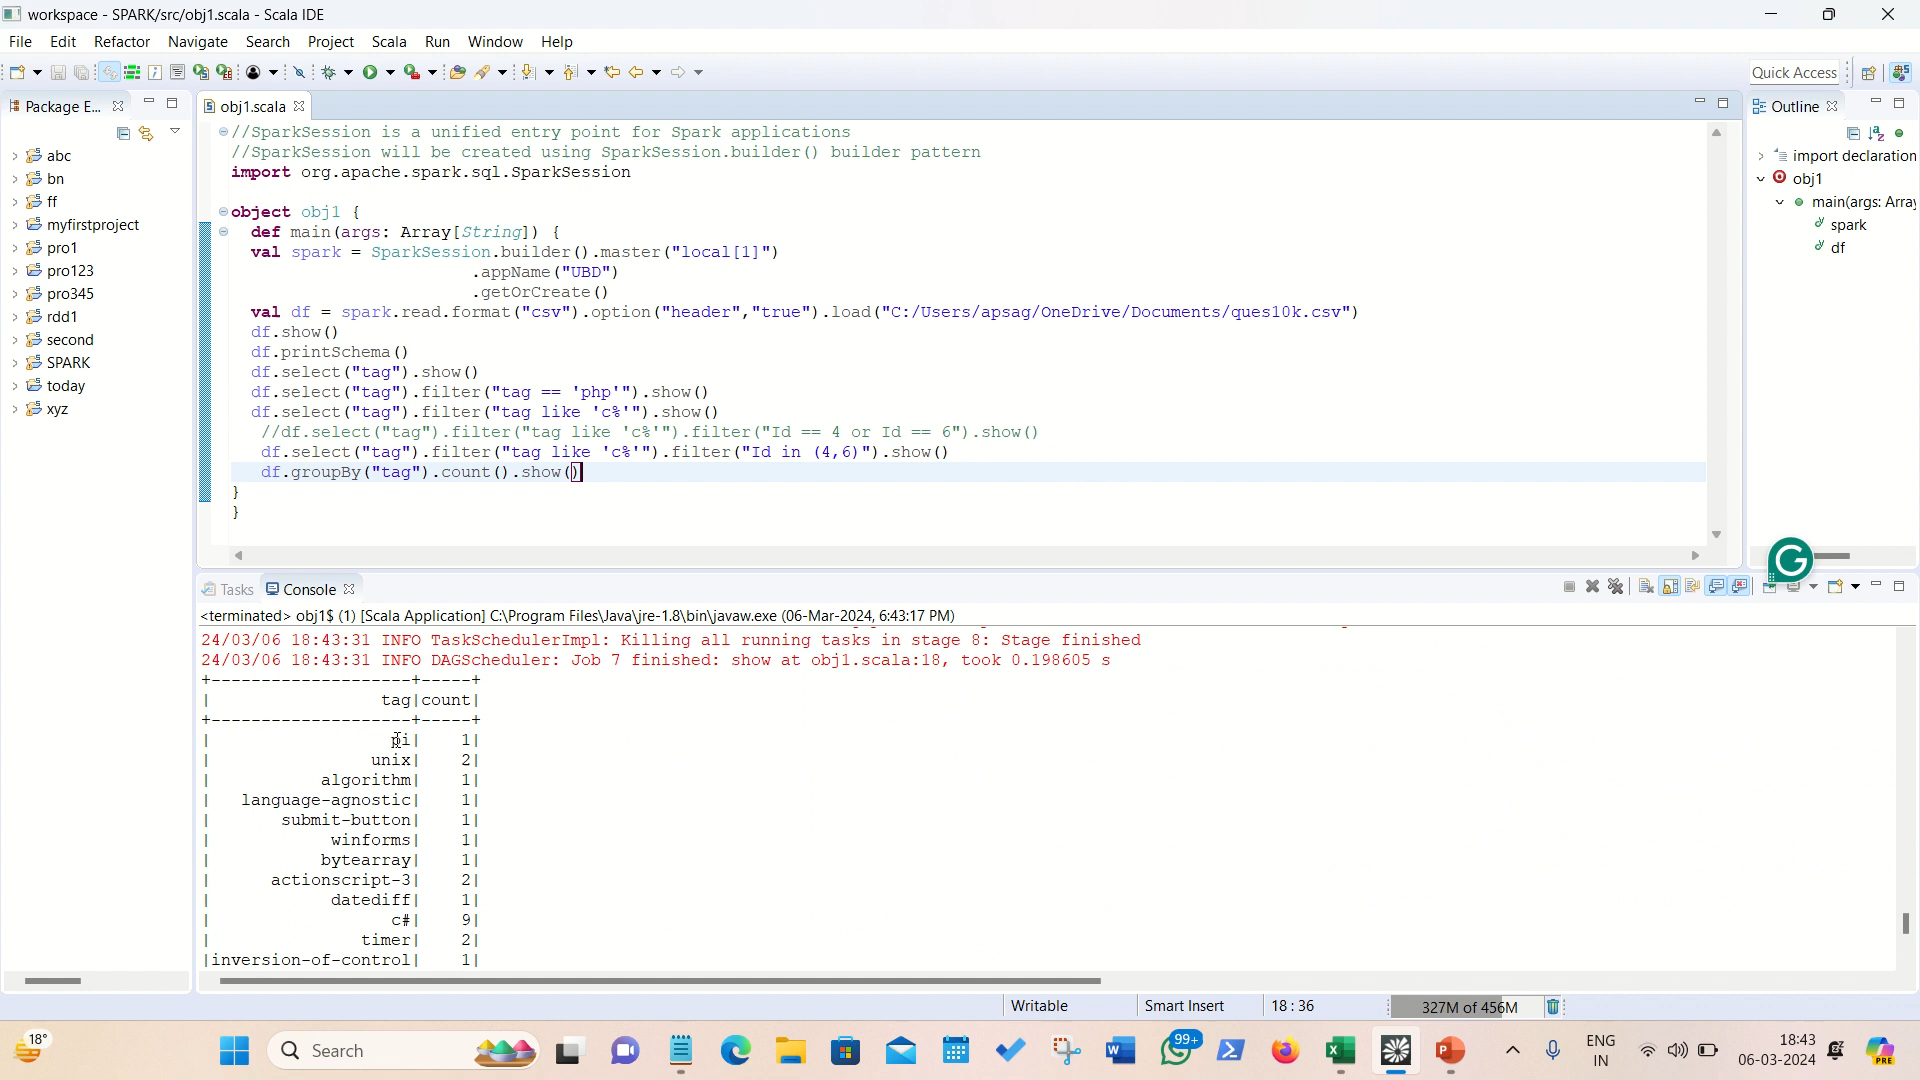 workspace - SPARK/src/obj1.scala - Scala IDE
File Edit Refactor Navigate Search Project Scala Run Window Help
Quick Access
Package E...
obj1.scala
Outline
abc
bn
ff
myfirstproject
pro1
pro123
pro345
rdd1
second
SPARK
today
xyz
//SparkSession is a unified entry point for Spark applications
//SparkSession will be created using SparkSession.builder() builder pattern
import org.apache.spark.sql.SparkSession
object obj1 {
def main(args: Array[String]) {
val spark = SparkSession.builder().master("local[1]")
.appName("UBD")
.getOrCreate()
val df = spark.read.format("csv").option("header","true").load("C:/Users/apsag/OneDrive/Documents/ques10k.csv")
df.show()
df.printSchema()
df.select("tag").show()
df.select("tag").filter("tag == 'php'").show()
df.select("tag").filter("tag like 'c%'").show()
//df.select("tag").filter("tag like 'c%'").filter("Id == 4 or Id == 6").show()
df.select("tag").filter("tag like 'c%'").filter("Id in (4,6)").show()
df.groupBy("tag").count().show()
}
}
import declaration
obj1
main(args: Array
spark
df
Tasks Console
<terminated> obj1$ (1) [Scala Application] C:\Program Files\Java\jre-1.8\bin\javaw.exe (06-Mar-2024, 6:43:17 PM)
24/03/06 18:43:31 INFO TaskSchedulerImpl: Killing all running tasks in stage 8: Stage finished
24/03/06 18:43:31 INFO DAGScheduler: Job 7 finished: show at obj1.scala:18, took 0.198605 s
+--------------------+-----+
| tag|count|
+--------------------+-----+
| pi| 1|
| unix| 2|
| algorithm| 1|
| language-agnostic| 1|
| submit-button| 1|
| winforms| 1|
| bytearray| 1|
| actionscript-3| 2|
| datediff| 1|
| c#| 9|
| timer| 2|
|inversion-of-control| 1|
Writable Smart Insert 18 : 36 327M of 456M
18°
Search
99+
ENG
IN
18:43
06-03-2024
PRE